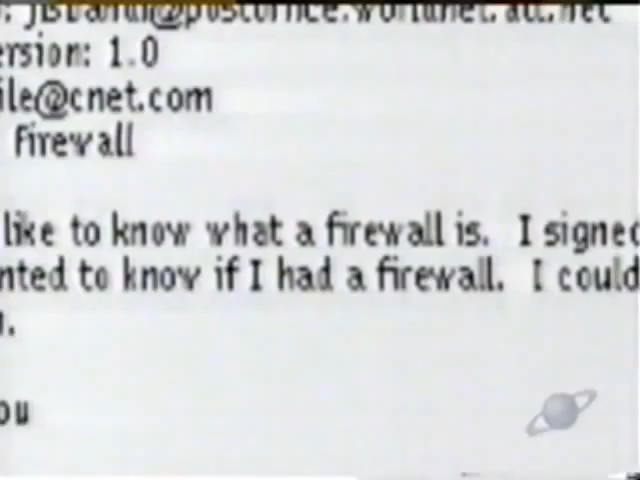 ersion: 1.0
ile@cnet.com
Firewall
like to know what a firewall is. I signed
nted to know if I had a firewall. I could
ou